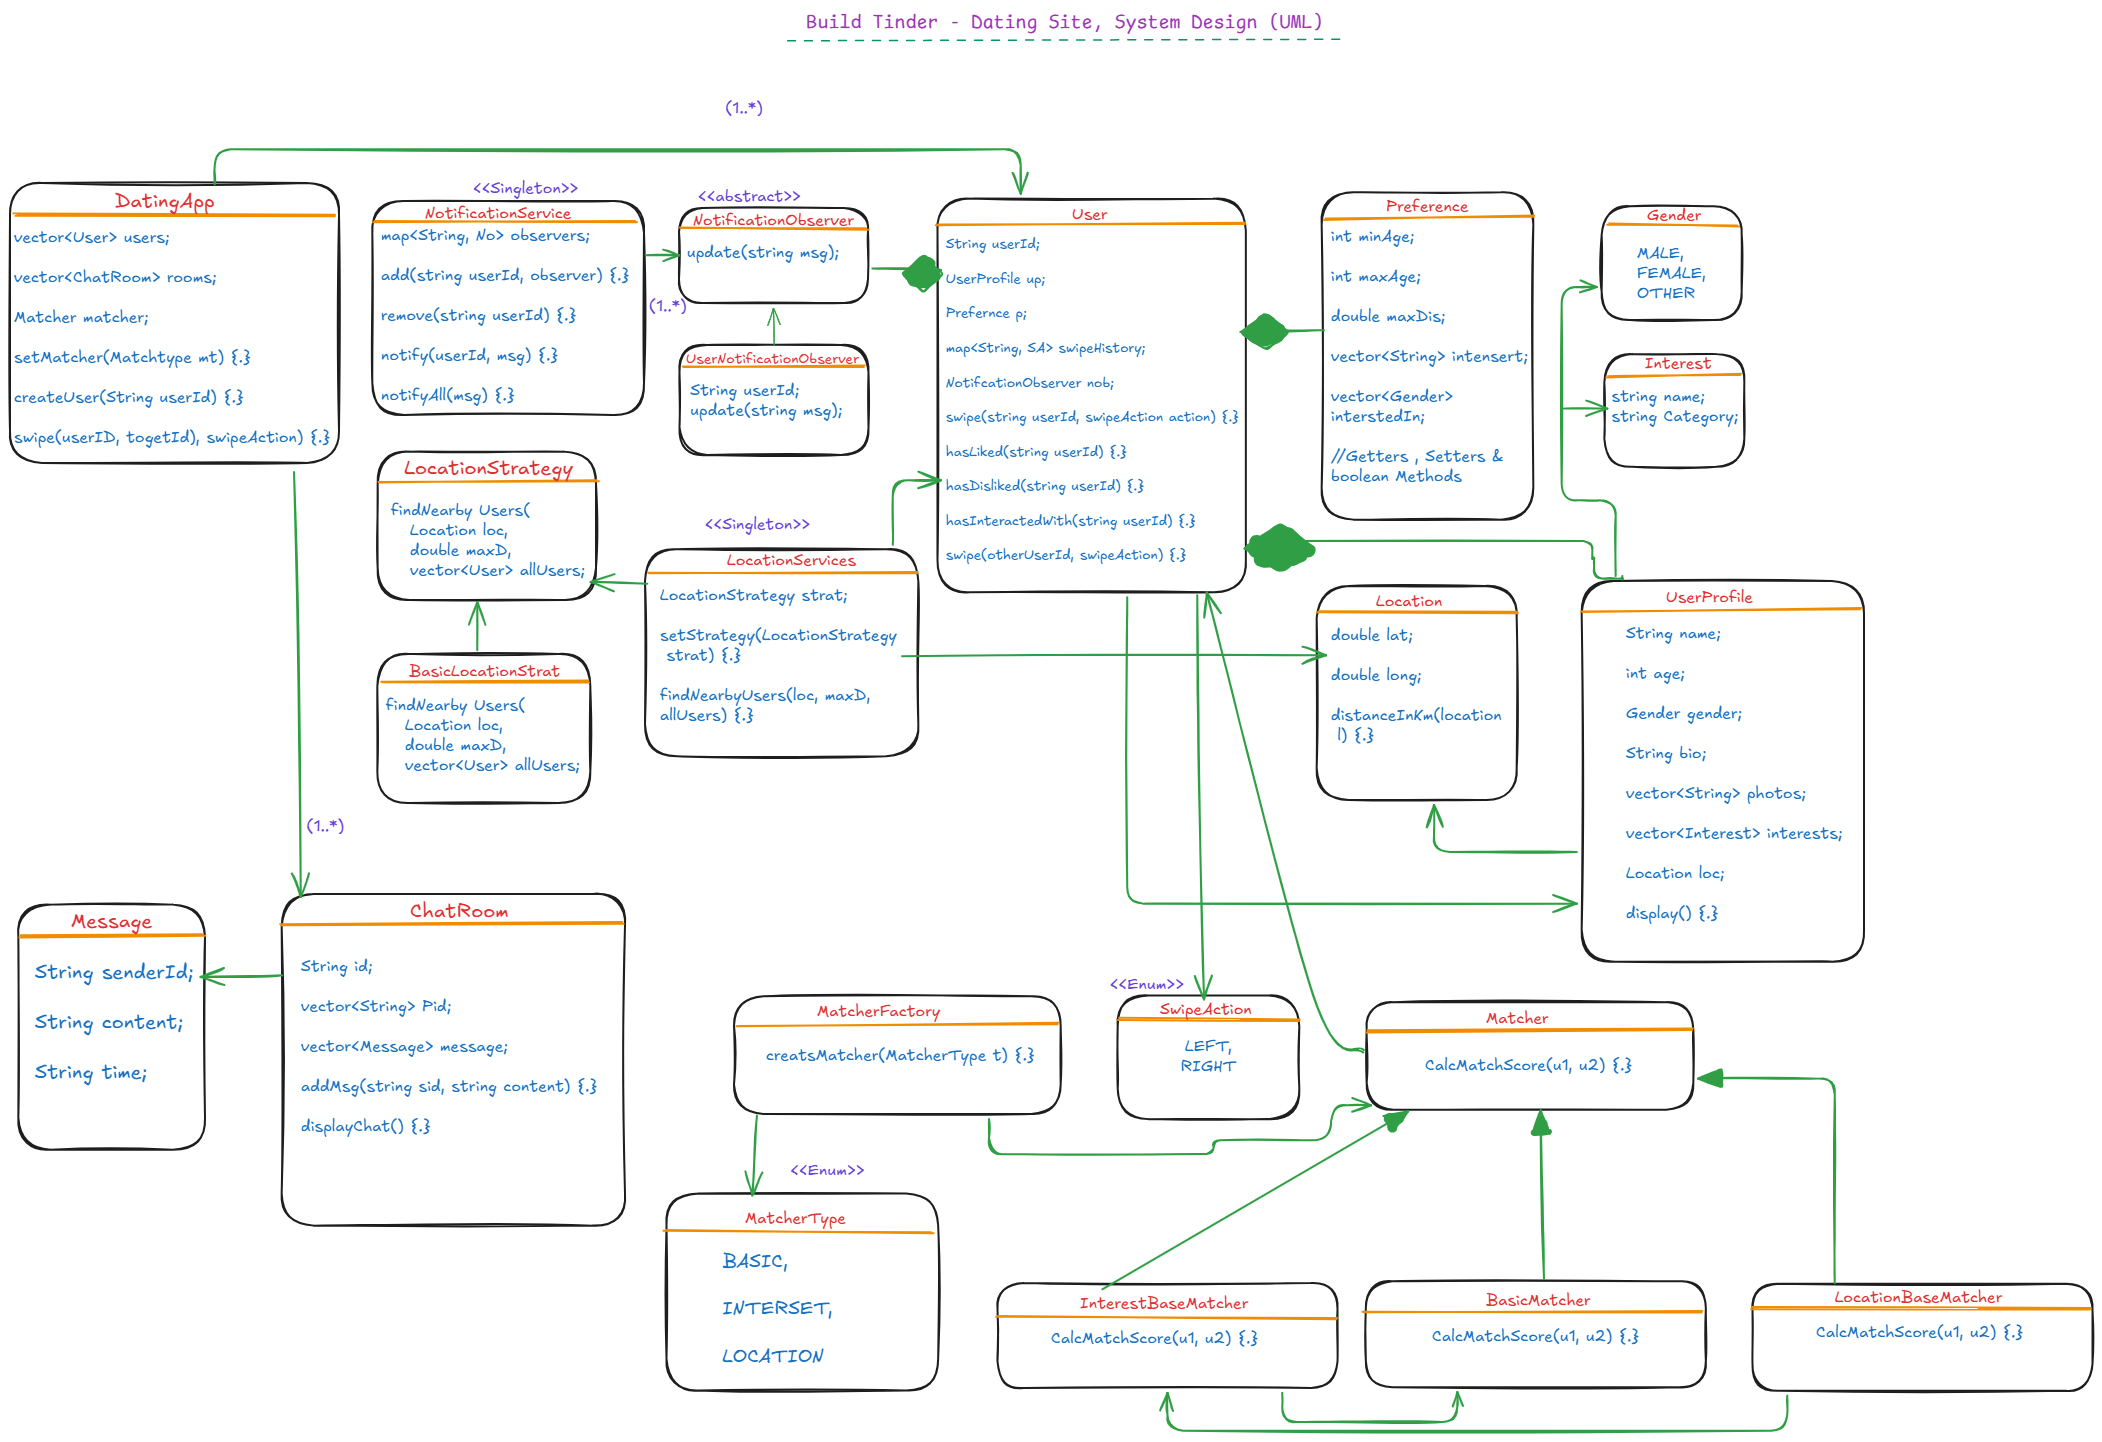 Build Tinder - Dating Site, System Design (UML)
(1..*)
DatingApp
vector<User> users;
vector<ChatRoom> rooms;
Matcher matcher;
setMatcher(Matchtype mt) {.}
createUser(String userId) {.}
swipe(userID, togetId), swipeAction) {.}
<<Singleton>>
NotificationService
map<String, No> observers;
add(string userId, observer) {.}
remove(string userId) {.}
notify(userId, msg) {.}
notifyAll(msg) {.}
<<abstract>>
NotificationObserver
update(string msg);
(1..*)
UserNotificationObserver
String userId;
update(string msg);
User
String userId;
UserProfile up;
Prefernce p;
map<String, SA> swipeHistory;
NotifcationObserver nob;
swipe(string userId, swipeAction action) {.}
hasLiked(string userId) {.}
hasDisliked(string userId) {.}
hasInteractedWith(string userId) {.}
swipe(otherUserId, swipeAction) {.}
Preference
int minAge;
int maxAge;
double maxDis;
vector<String> intensert;
vector<Gender>
interstedIn;
//Getters , Setters &
boolean Methods
Gender
MALE,
FEMALE,
OTHER
Interest
string name;
string Category;
LocationStrategy
findNearby Users(
Location loc,
double maxD,
vector<User> allUsers;
BasicLocationStrat
findNearby Users(
Location loc,
double maxD,
vector<User> allUsers;
<<Singleton>>
LocationServices
LocationStrategy strat;
setStrategy(LocationStrategy
strat) {.}
findNearbyUsers(loc, maxD,
allUsers) {.}
Location
double lat;
double long;
distanceInKm(location
l) {.}
UserProfile
String name;
int age;
Gender gender;
String bio;
vector<String> photos;
vector<Interest> interests;
Location loc;
display() {.}
(1..*)
Message
String senderId;
String content;
String time;
ChatRoom
String id;
vector<String> Pid;
vector<Message> message;
addMsg(string sid, string content) {.}
displayChat() {.}
MatcherFactory
creatsMatcher(MatcherType t) {.}
<<Enum>>
SwipeAction
LEFT,
RIGHT
Matcher
CalcMatchScore(u1, u2) {.}
<<Enum>>
MatcherType
BASIC,
INTERSET,
LOCATION
InterestBaseMatcher
CalcMatchScore(u1, u2) {.}
BasicMatcher
CalcMatchScore(u1, u2) {.}
LocationBaseMatcher
CalcMatchScore(u1, u2) {.}